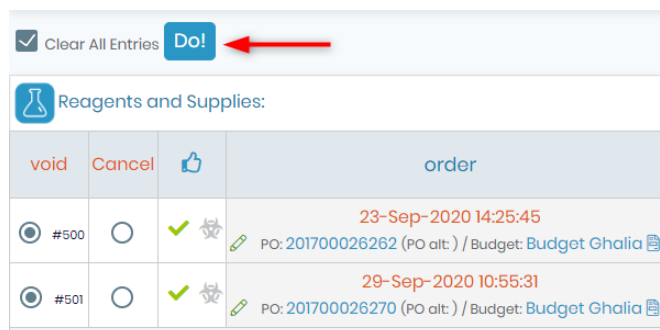 Clear All Entries Do!
Reagents and Supplies:
void Cancel order
#500 23-Sep-2020 14:25:45
PO: 201700026262 (PO alt: ) / Budget: Budget Ghalia
#501 29-Sep-2020 10:55:31
PO: 201700026270 (PO alt: ) / Budget: Budget Ghalia